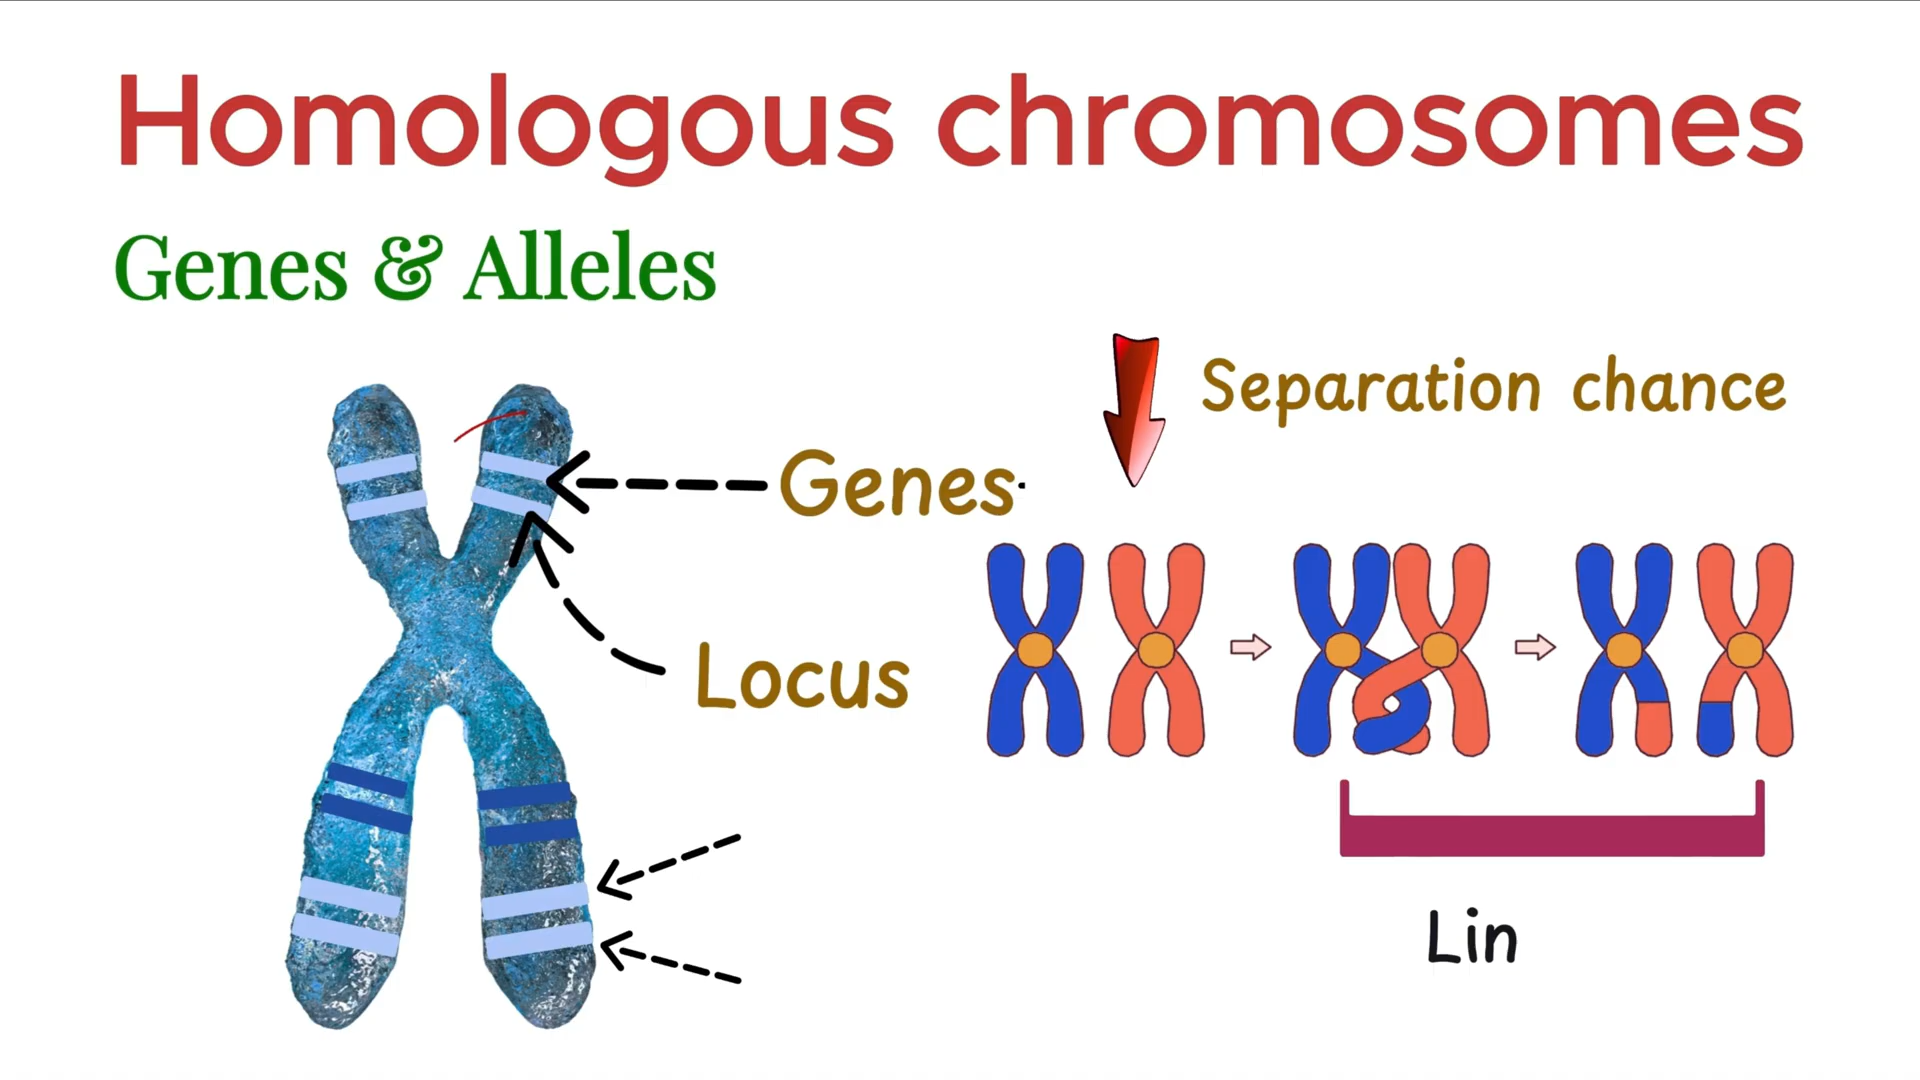 Homologous chromosomes
Genes & Alleles
Separation chance
Genes
Locus
Lin